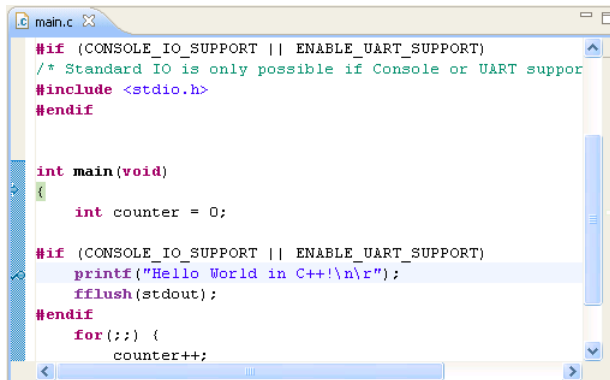 main.c
#if (CONSOLE_IO_SUPPORT || ENABLE_UART_SUPPORT)
/* Standard IO is only possible if Console or UART suppor
#include <stdio.h>
#endif
int main(void)
{
int counter = 0;
#if (CONSOLE_IO_SUPPORT || ENABLE_UART_SUPPORT)
printf("Hello World in C++!\n\r");
fflush(stdout);
#endif
for(;;) {
counter++;